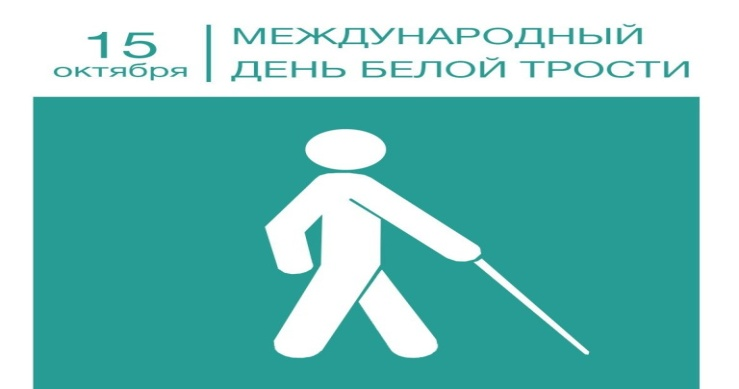 15
октября
МЕЖДУНАРОДНЫЙ
ДЕНЬ БЕЛОЙ ТРОСТИ